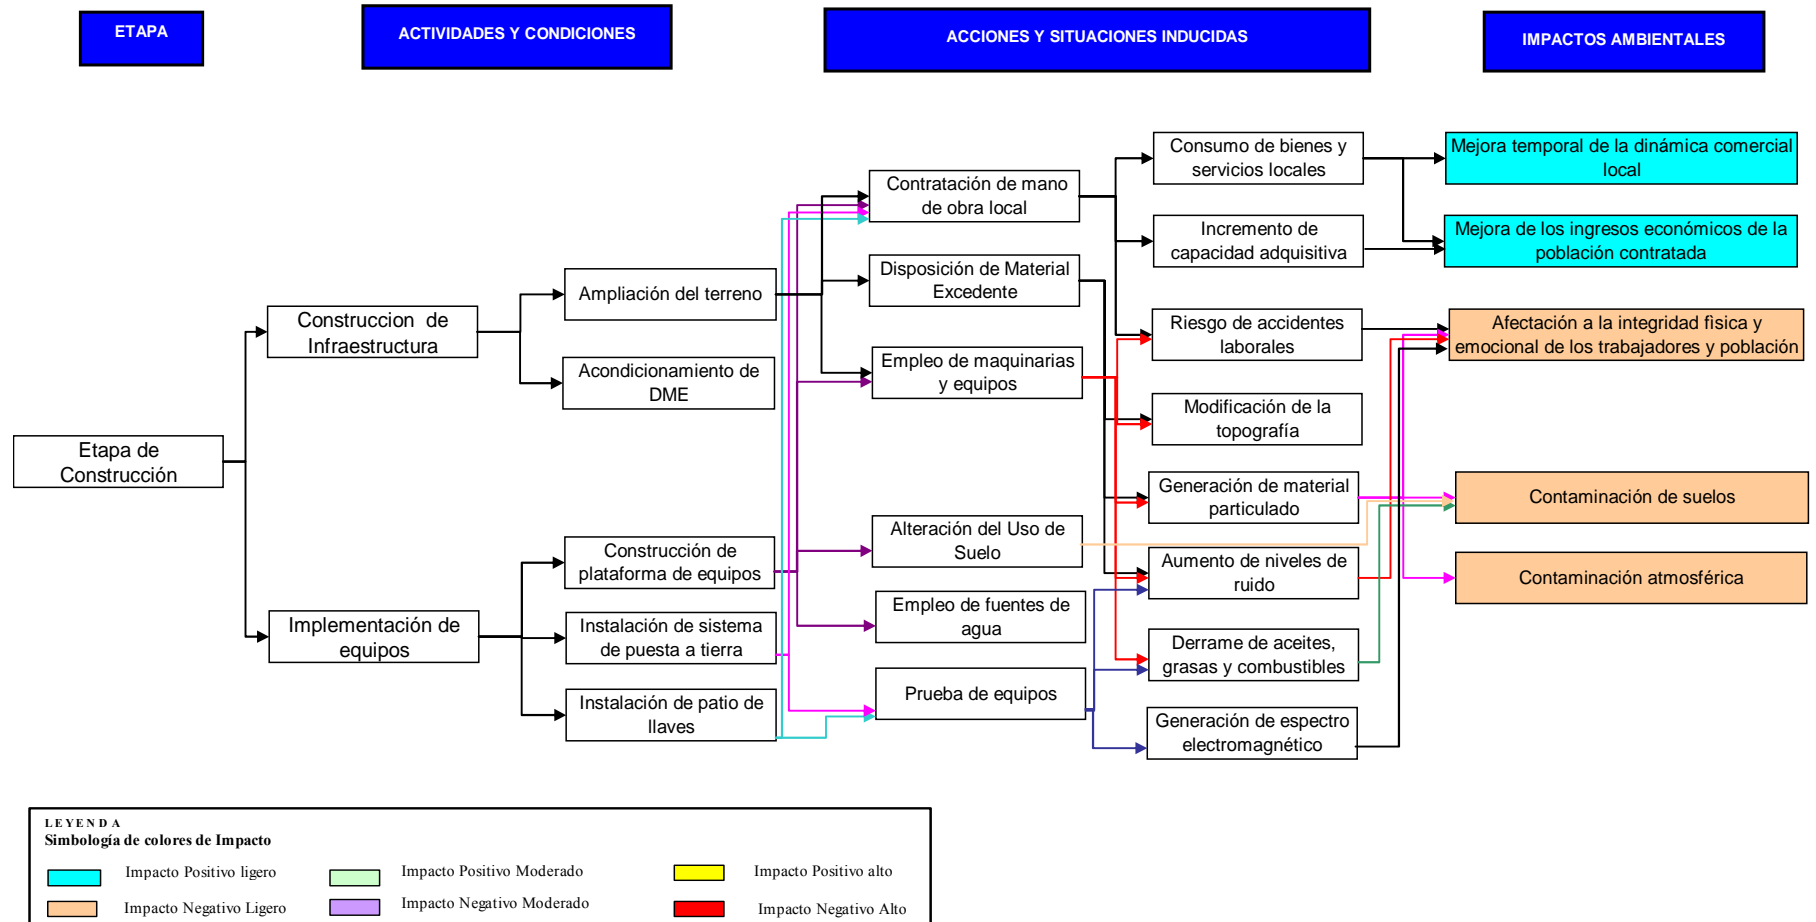 ETAPA
ACTIVIDADES Y CONDICIONES
ACCIONES Y SITUACIONES INDUCIDAS
IMPACTOS AMBIENTALES
Etapa de
Construcción
Construccion de
Infraestructura
Implementación de
equipos
Ampliación del terreno
Acondicionamiento de
DME
Construcción de
plataforma de equipos
Instalación de sistema
de puesta a tierra
Instalación de patio de
llaves
Contratación de mano
de obra local
Disposición de Material
Excedente
Empleo de maquinarias
y equipos
Alteración del Uso de
Suelo
Empleo de fuentes de
agua
Prueba de equipos
Consumo de bienes y
servicios locales
Incremento de
capacidad adquisitiva
Riesgo de accidentes
laborales
Modificación de la
topografía
Generación de material
particulado
Aumento de niveles de
ruido
Derrame de aceites,
grasas y combustibles
Generación de espectro
electromagnético
Mejora temporal de la dinámica comercial
local
Mejora de los ingresos económicos de la
población contratada
Afectación a la integridad fìsica y
emocional de los trabajadores y población
Contaminación de suelos
Contaminación atmosférica
LEYENDA
Simbología de colores de Impacto
Impacto Positivo ligero
Impacto Positivo Moderado
Impacto Positivo alto
Impacto Negativo Ligero
Impacto Negativo Moderado
Impacto Negativo Alto